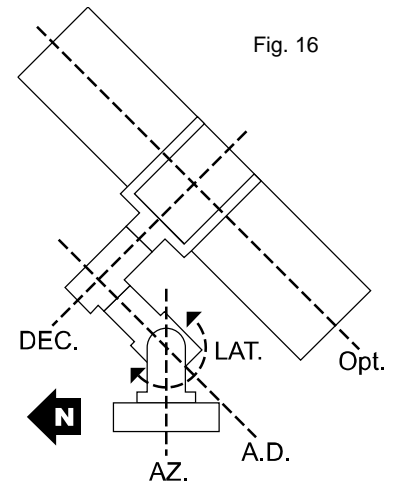 Fig. 16
DEC.
LAT.
Opt.
N
A.D.
AZ.